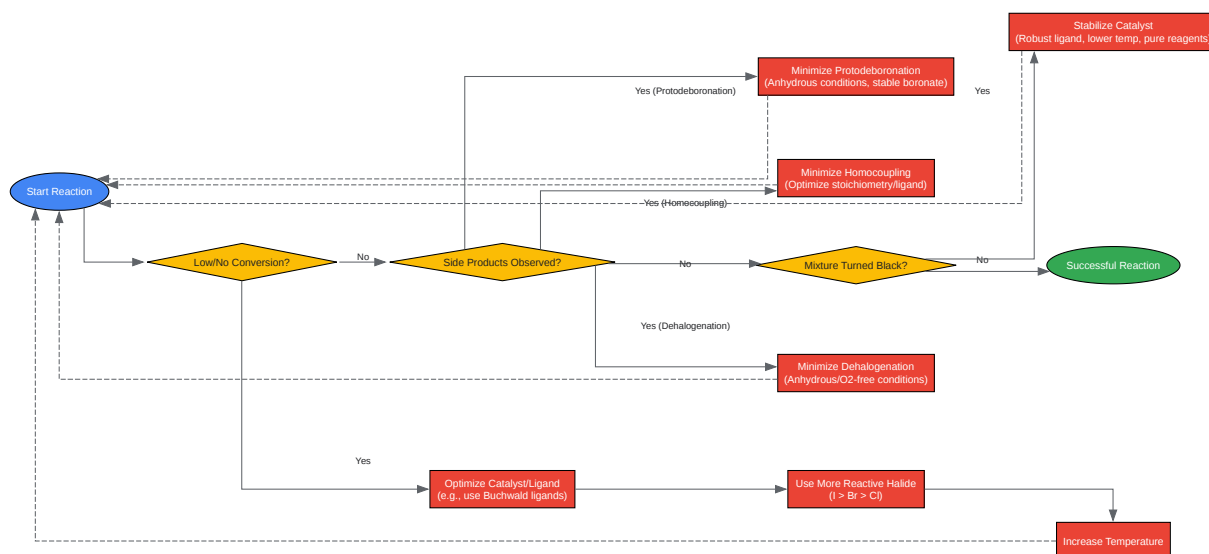 Stabilize Catalyst
(Robust ligand, lower temp, pure reagents)
Minimize Protodeboronation
(Anhydrous conditions, stable boronate)
Yes (Protodeboronation)
Yes
Minimize Homocoupling
(Optimize stoichiometry/ligand)
Yes (Homocoupling)
Start Reaction
Low/No Conversion?
No
Side Products Observed?
No
Mixture Turned Black?
No
Successful Reaction
Yes (Dehalogenation)
Minimize Dehalogenation
(Anhydrous/O2-free conditions)
Yes
Optimize Catalyst/Ligand
(e.g., use Buchwald ligands)
Use More Reactive Halide
(I > Br > Cl)
Increase Temperature